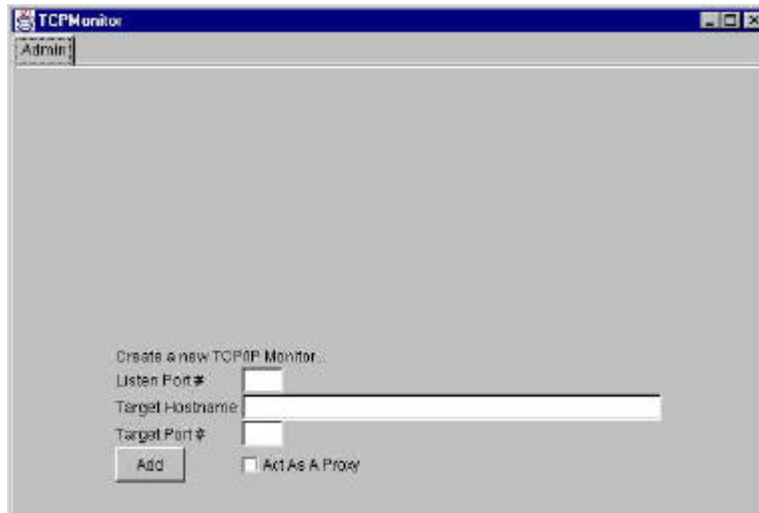 TCPMonitor
Admin
Create a new TCP/IP Monitor...
Listen Port #
Target Hostname
Target Port #
Add Act As A Proxy